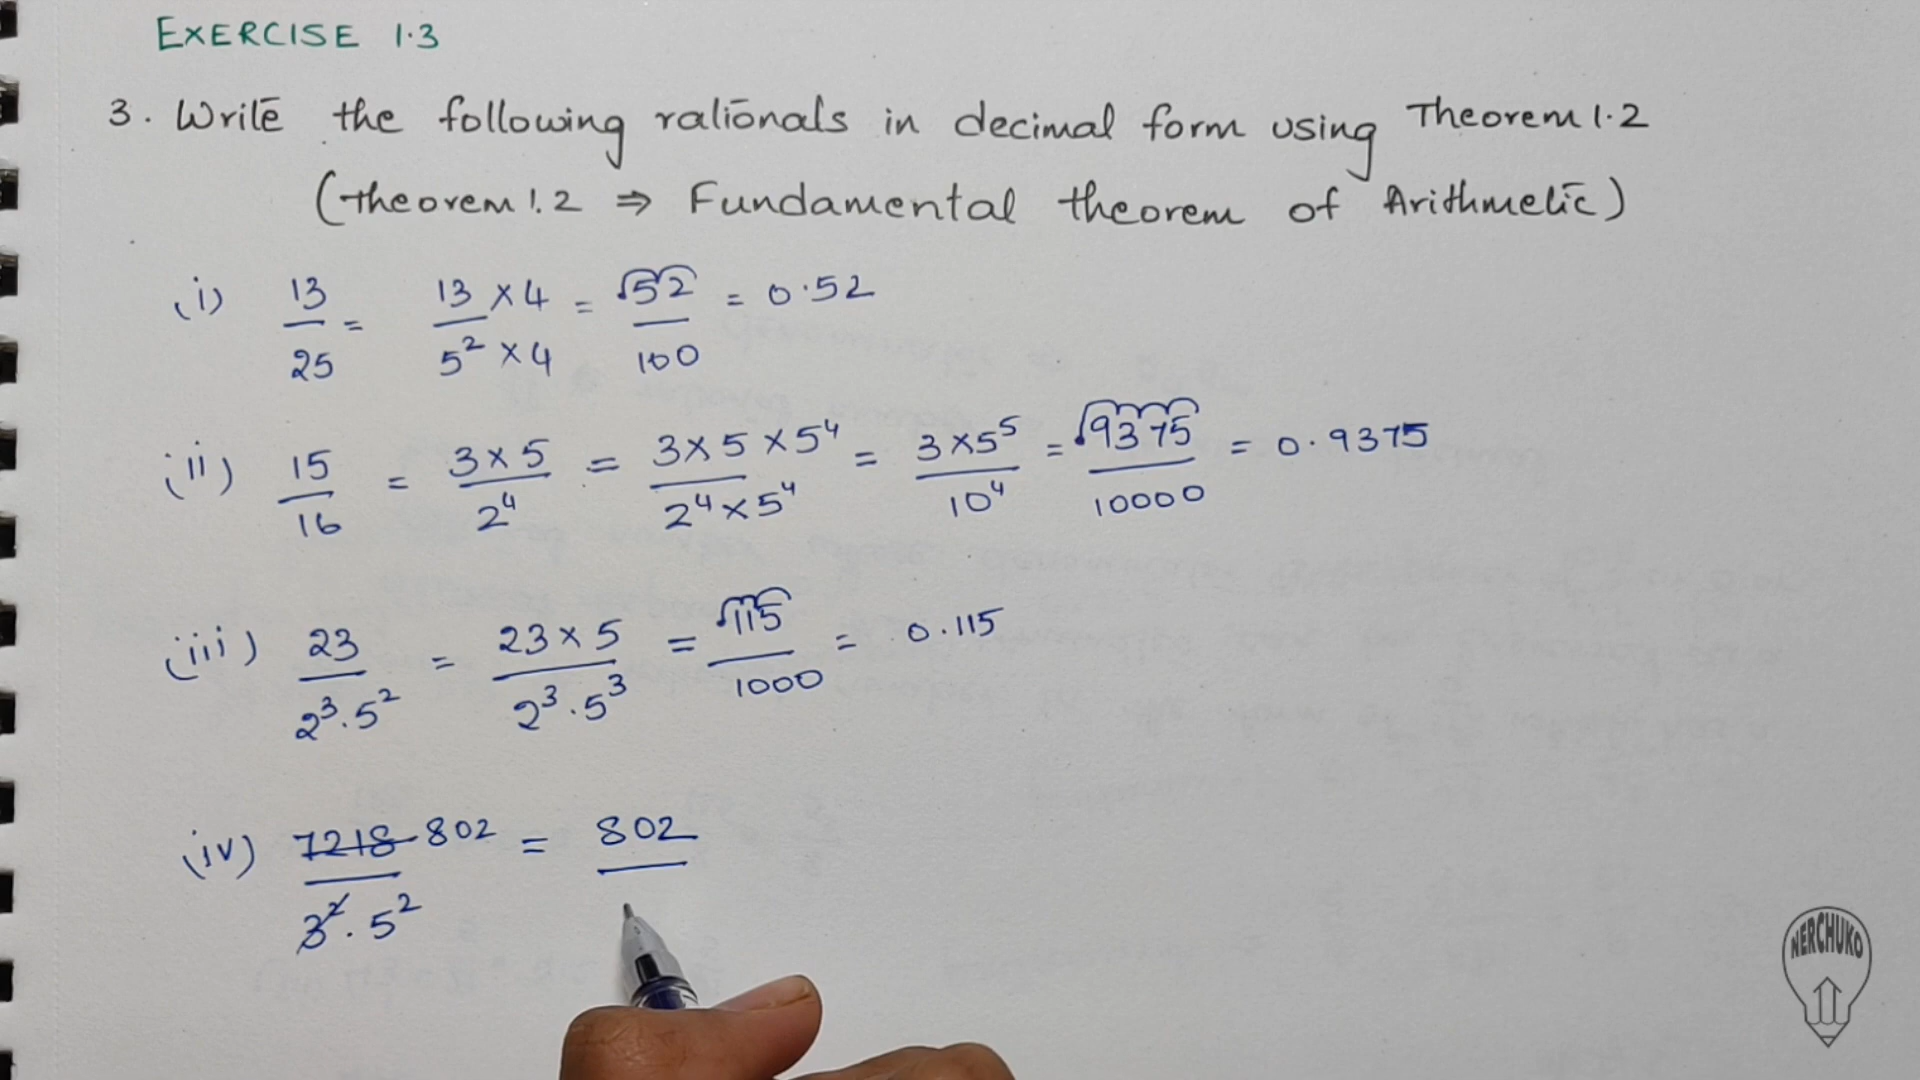 EXERCISE 1.3
3. Write the following rationals in decimal form using Theorem 1.2
(Theorem 1.2 ⇒ Fundamental theorem of Arithmetic)
(i) 13/25 = 13 × 4/5² × 4 = 52/100 = 0.52
(ii) 15/16 = 3 × 5/2⁴ = 3 × 5 × 5⁴/2⁴ × 5⁴ = 3 × 5⁵/10⁴ = 9375/10000 = 0.9375
(iii) 23/2³·5² = 23 × 5/2³·5³ = 115/1000 = 0.115
(iv) 7218 802/3²·5² = 802/
NERCHUKO